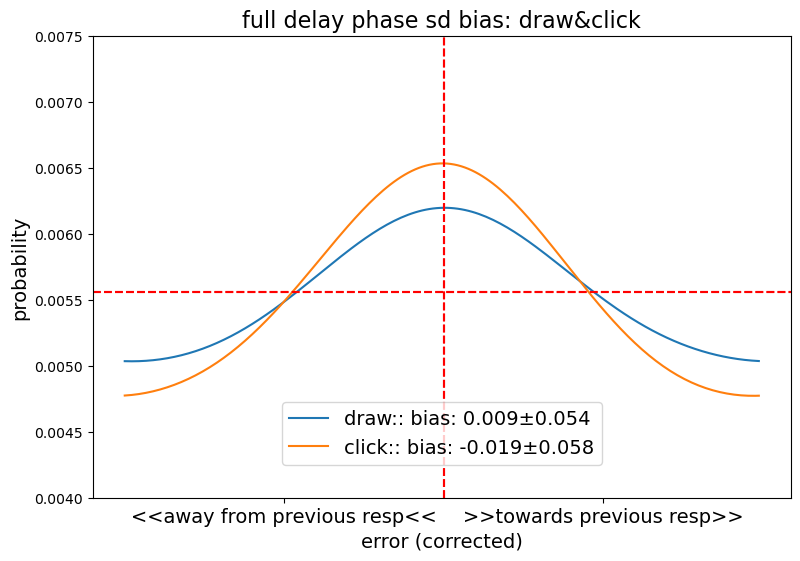 full delay phase sd bias: draw&click
0.0075
0.0070
0.0065
0.0060
0.0055
0.0050
0.0045
0.0040
probability
draw:: bias: 0.009±0.054
click:: bias: -0.019±0.058
<<away from previous resp<< >>towards previous resp>>
error (corrected)